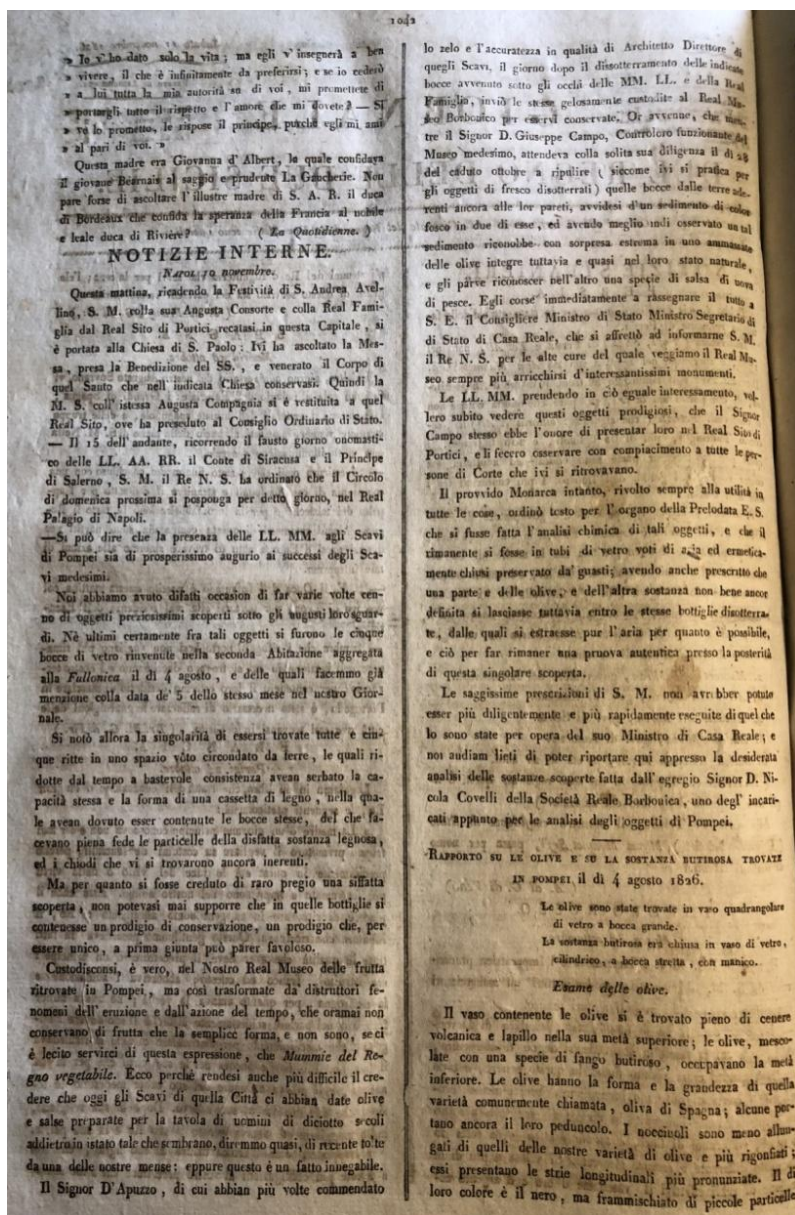 1042
» Io v' ho dato solo la vita ; ma egli v' insegnerà a ben
» vivere, il che è infinitamente da preferirsi ; e se io cederò
» a lui tutta la mia autorità su di voi, mi promettete di
» portargli tutto il rispetto e l' amore che mi dovete ? — Sì
» ve lo prometto, le rispose il principe, purchè egli mi ami
» al pari di voi. »
Questa madre era Giovanna d' Albert, la quale confidava
il giovane Bearnais al saggio e prudente La Gaucherie. Non
pare forse di ascoltare l' illustre madre di S. A. R. il duca
di Bordeaux che confida la speranza della Francia al nobile
e leale duca di Rivière? ( La Quotidienne. )
NOTIZIE INTERNE.
Napoli 10 novembre.
Questa mattina, ricadendo la Festività di S. Andrea Avel-
lino, S. M. colla sua Augusta Consorte e colla Real Fami-
glia dal Real Sito di Portici recatasi in questa Capitale, si
è portata alla Chiesa di S. Paolo : Ivi ha ascoltato la Mes-
sa, presa la Benedizione del SS., e venerato il Corpo di
quel Santo che nell' indicata Chiesa conservasi. Quindi la
M. S. coll' istessa Augusta Compagnia si è restituita a quel
Real Sito, ove ha preseduto al Consiglio Ordinario di Stato.
— Il 15 dell' andante, ricorrendo il fausto giorno onomasti-
co delle LL. AA. RR. il Conte di Siracusa e il Principe
di Salerno, S. M. il Re N. S. ha ordinato che il Circolo
di domenica prossima si posponga per detto giorno, nel Real
Palagio di Napoli.
—Si può dire che la presenza delle LL. MM. agli Scavi
di Pompei sia di prosperissimo augurio ai successi degli Sca-
vi medesimi.
Noi abbiamo avuto difatti occasion di far varie volte cen-
no di oggetti preziosissimi scoperti sotto gli augusti loro sguar-
di. Nè ultimi certamente fra tali oggetti si furono le cinque
bocce di vetro rinvenute nella seconda Abitazione aggregata
alla Fullonica il dì 4 agosto, e delle quali facemmo già
menzione colla data de' 5 dello stesso mese nel nostro Gior-
nale.
Si notò allora la singolarità di essersi trovate tutte e cin-
que ritte in uno spazio vôto circondato da terre, le quali ri-
dotte dal tempo a bastevole consistenza avean serbato la ca-
pacità stessa e la forma di una cassetta di legno, nella qua-
le avean dovuto esser contenute le bocce stesse, del che fa-
cevano piena fede le particelle della disfatta sostanza legnosa,
ed i chiodi che vi si trovarono ancora inerenti.
Ma per quanto si fosse creduto di raro pregio una siffatta
scoperta, non potevasi mai supporre che in quelle bottiglie si
contenesse un prodigio di conservazione, un prodigio che, per
essere unico, a prima giunta può parer favoloso.
Custodisconsi, è vero, nel Nostro Real Museo delle frutta
ritrovate in Pompei, ma così trasformate da' distruttori fe-
nomeni dell' eruzione e dall'azione del tempo, che oramai non
conservano di frutta che la semplice forma, e non sono, se ci
è lecito servirci di questa espressione, che Mummie del Re-
gno vegetabile. Ecco perchè rendesi anche più difficile il cre-
dere che oggi gli Scavi di quella Città ci abbian date olive
e salse preparate per la tavola di uomini di diciotto secoli
addietro in istato tale che sembrano, diremmo quasi, di recente tolte
da una delle nostre mense : eppure questo è un fatto innegabile.
Il Signor D'Apuzzo, di cui abbian più volte commendato
lo zelo e l'accuratezza in qualità di Architetto Direttore di
quegli Scavi, il giorno dopo il dissotterramento delle indicate
bocce avvenuto sotto gli occhi delle MM. LL. e della Real
Famiglia, inviò le stesse gelosamente custodite al Real Mu-
seo Borbonico per esservi conservate. Or avvenne, che men-
tre il Signor D. Giuseppe Campo, Controloro funzionante del
Museo medesimo, attendeva colla solita sua diligenza il dì 28
del caduto ottobre a ripulire ( siccome ivi si pratica per
gli oggetti di fresco disotterrati ) quelle bocce dalle terre ade-
renti ancora alle lor pareti, avvidesi d'un sedimento di color
fosco in due di esse, ed avendo meglio indi osservato un tal
sedimento riconobbe con sorpresa estrema in uno ammassate
delle olive integre tuttavia e quasi nel loro stato naturale,
e gli parve riconoscer nell'altro una specie di salsa di uova
di pesce. Egli corse immediatamente a rassegnare il tutto a
S. E. il Consigliere Ministro di Stato Ministro Segretario di
di Stato di Casa Reale, che si affrettò ad informarne S. M.
il Re N. S. per le alte cure del quale veggiamo il Real Mu-
seo sempre più arricchirsi d'interessantissimi monumenti.
Le LL. MM. prendendo in ciò eguale interessamento, vol-
lero subito vedere questi oggetti prodigiosi, che il Signor
Campo stesso ebbe l'onore di presentar loro nel Real Sito di
Portici, e li fecero osservare con compiacimento a tutte le per-
sone di Corte che ivi si ritrovavano.
Il provvido Monarca intanto, rivolto sempre alla utilità in
tutte le cose, ordinò tosto per l'organo della Prelodata E. S.
che si fusse fatta l'analisi chimica di tali oggetti, e che il
rimanente si fosse in tubi di vetro voti di aria ed ermetica-
mente chiusi preservato da'guasti; avendo anche prescritto che
una parte e delle olive, e dell'altra sostanza non bene ancor
definita si lasciasse tuttavia entro le stesse bottiglie disotterra-
te, dalle quali si estraesse pur l'aria per quanto è possibile,
e ciò per far rimaner una pruova autentica presso la posterità
di questa singolare scoperta.
Le saggissime prescrizioni di S. M. non avrebber potute
esser più diligentemente e più rapidamente eseguite di quel che
lo sono state per opera del suo Ministro di Casa Reale; e
noi audiam lieti di poter riportare qui appresso la desiderata
analisi delle sostanze scoperte fatta dall'egregio Signor D. Ni-
cola Covelli della Società Reale Borbonica, uno degl' incari-
cati appunto per le analisi degli oggetti di Pompei.
RAPPORTO SU LE OLIVE E SU LA SOSTANZA BUTIROSA TROVATE
IN POMPEI il dì 4 agosto 1826.
Le olive sono state trovate in vaso quadrangolare
di vetro a bocca grande.
La sostanza butirosa era chiusa in vaso di vetro,
cilindrico, a bocca stretta, con manico.
Esame delle olive.
Il vaso contenente le olive si è trovato pieno di cenere
volcanica e lapillo nella sua metà superiore; le olive, mesco-
late con una specie di fango butiroso, occupavano la metà
inferiore. Le olive hanno la forma e la grandezza di quella
varietà comunemente chiamata, oliva di Spagna; alcune por-
tano ancora il loro peduncolo. I noccinoli sono meno allun-
gati di quelli delle nostre varietà di olive e più rigonfiati;
essi presentano le strie longitudinali più pronunziate. Il di
loro colore è il nero, ma frammischiato di piccole particelle